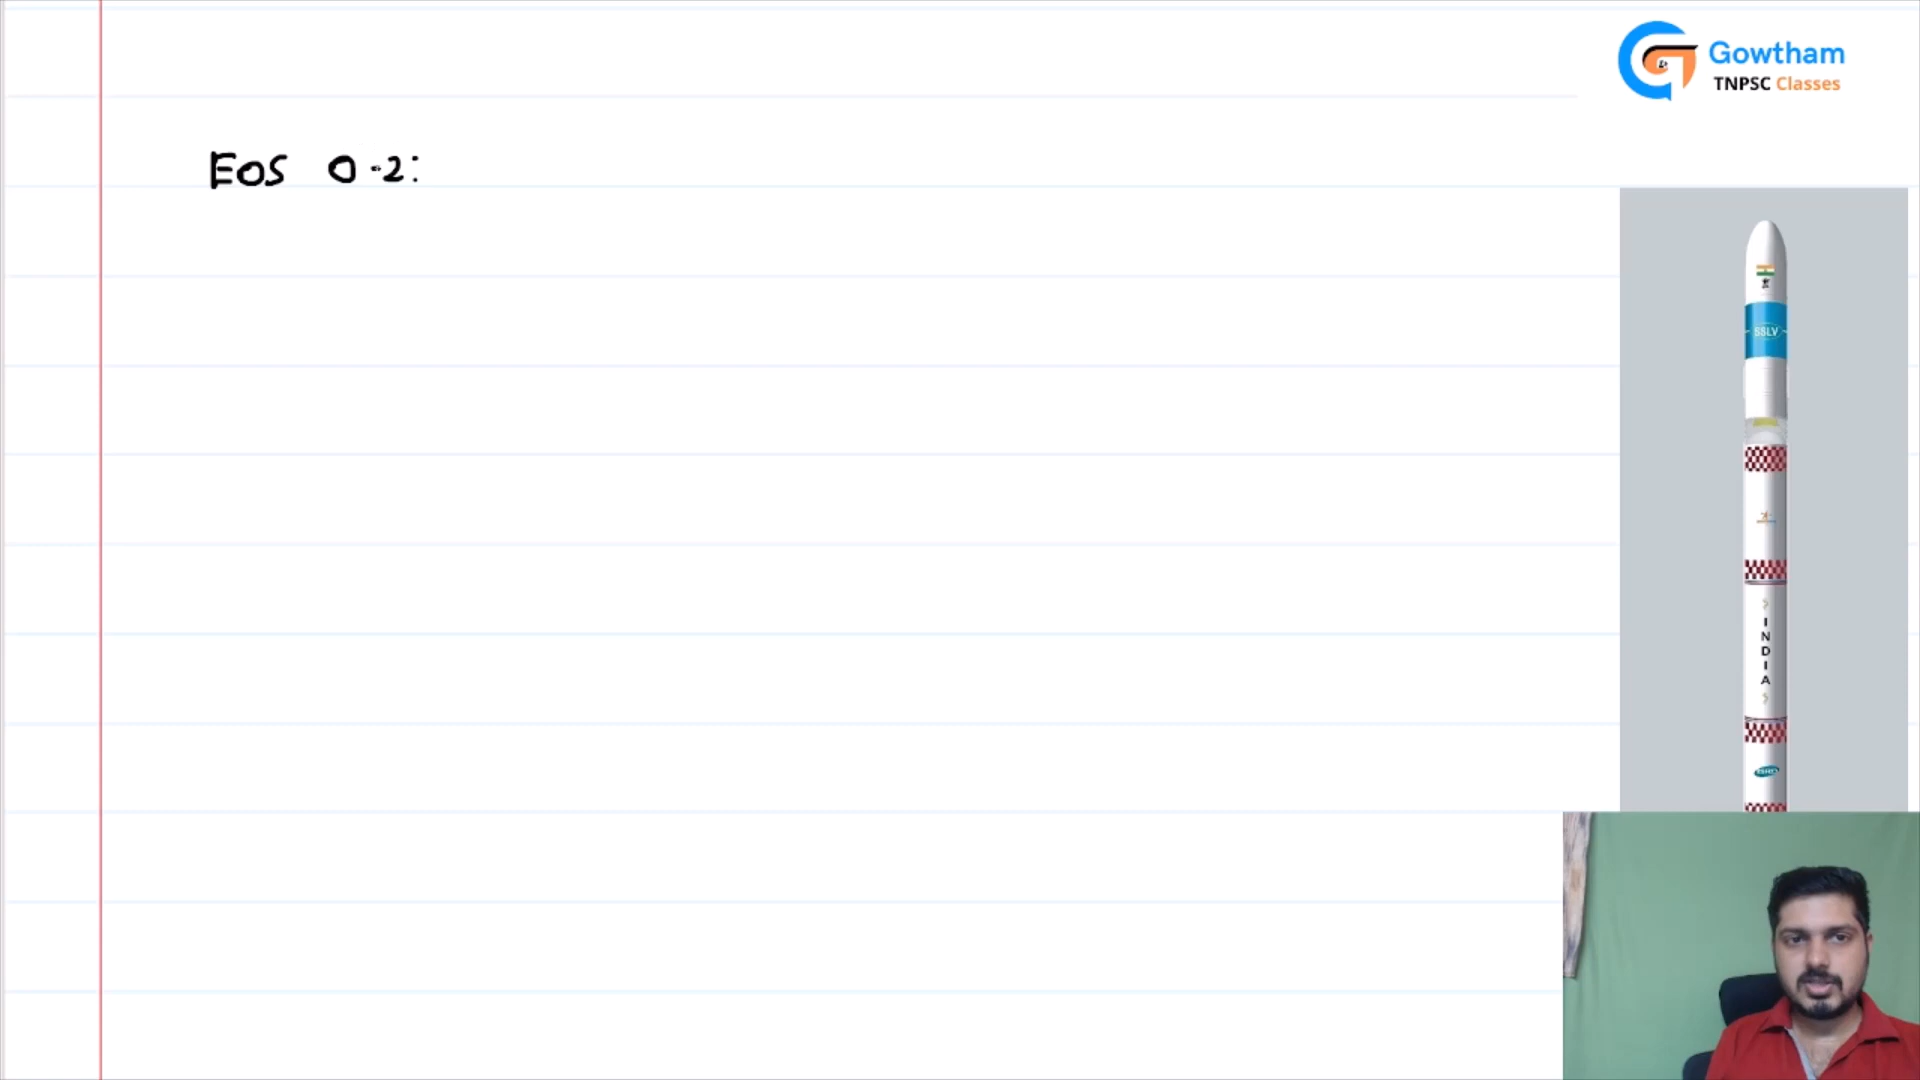 Gowtham
TNPSC Classes
EOS 0-2:
SSLV
INDIA